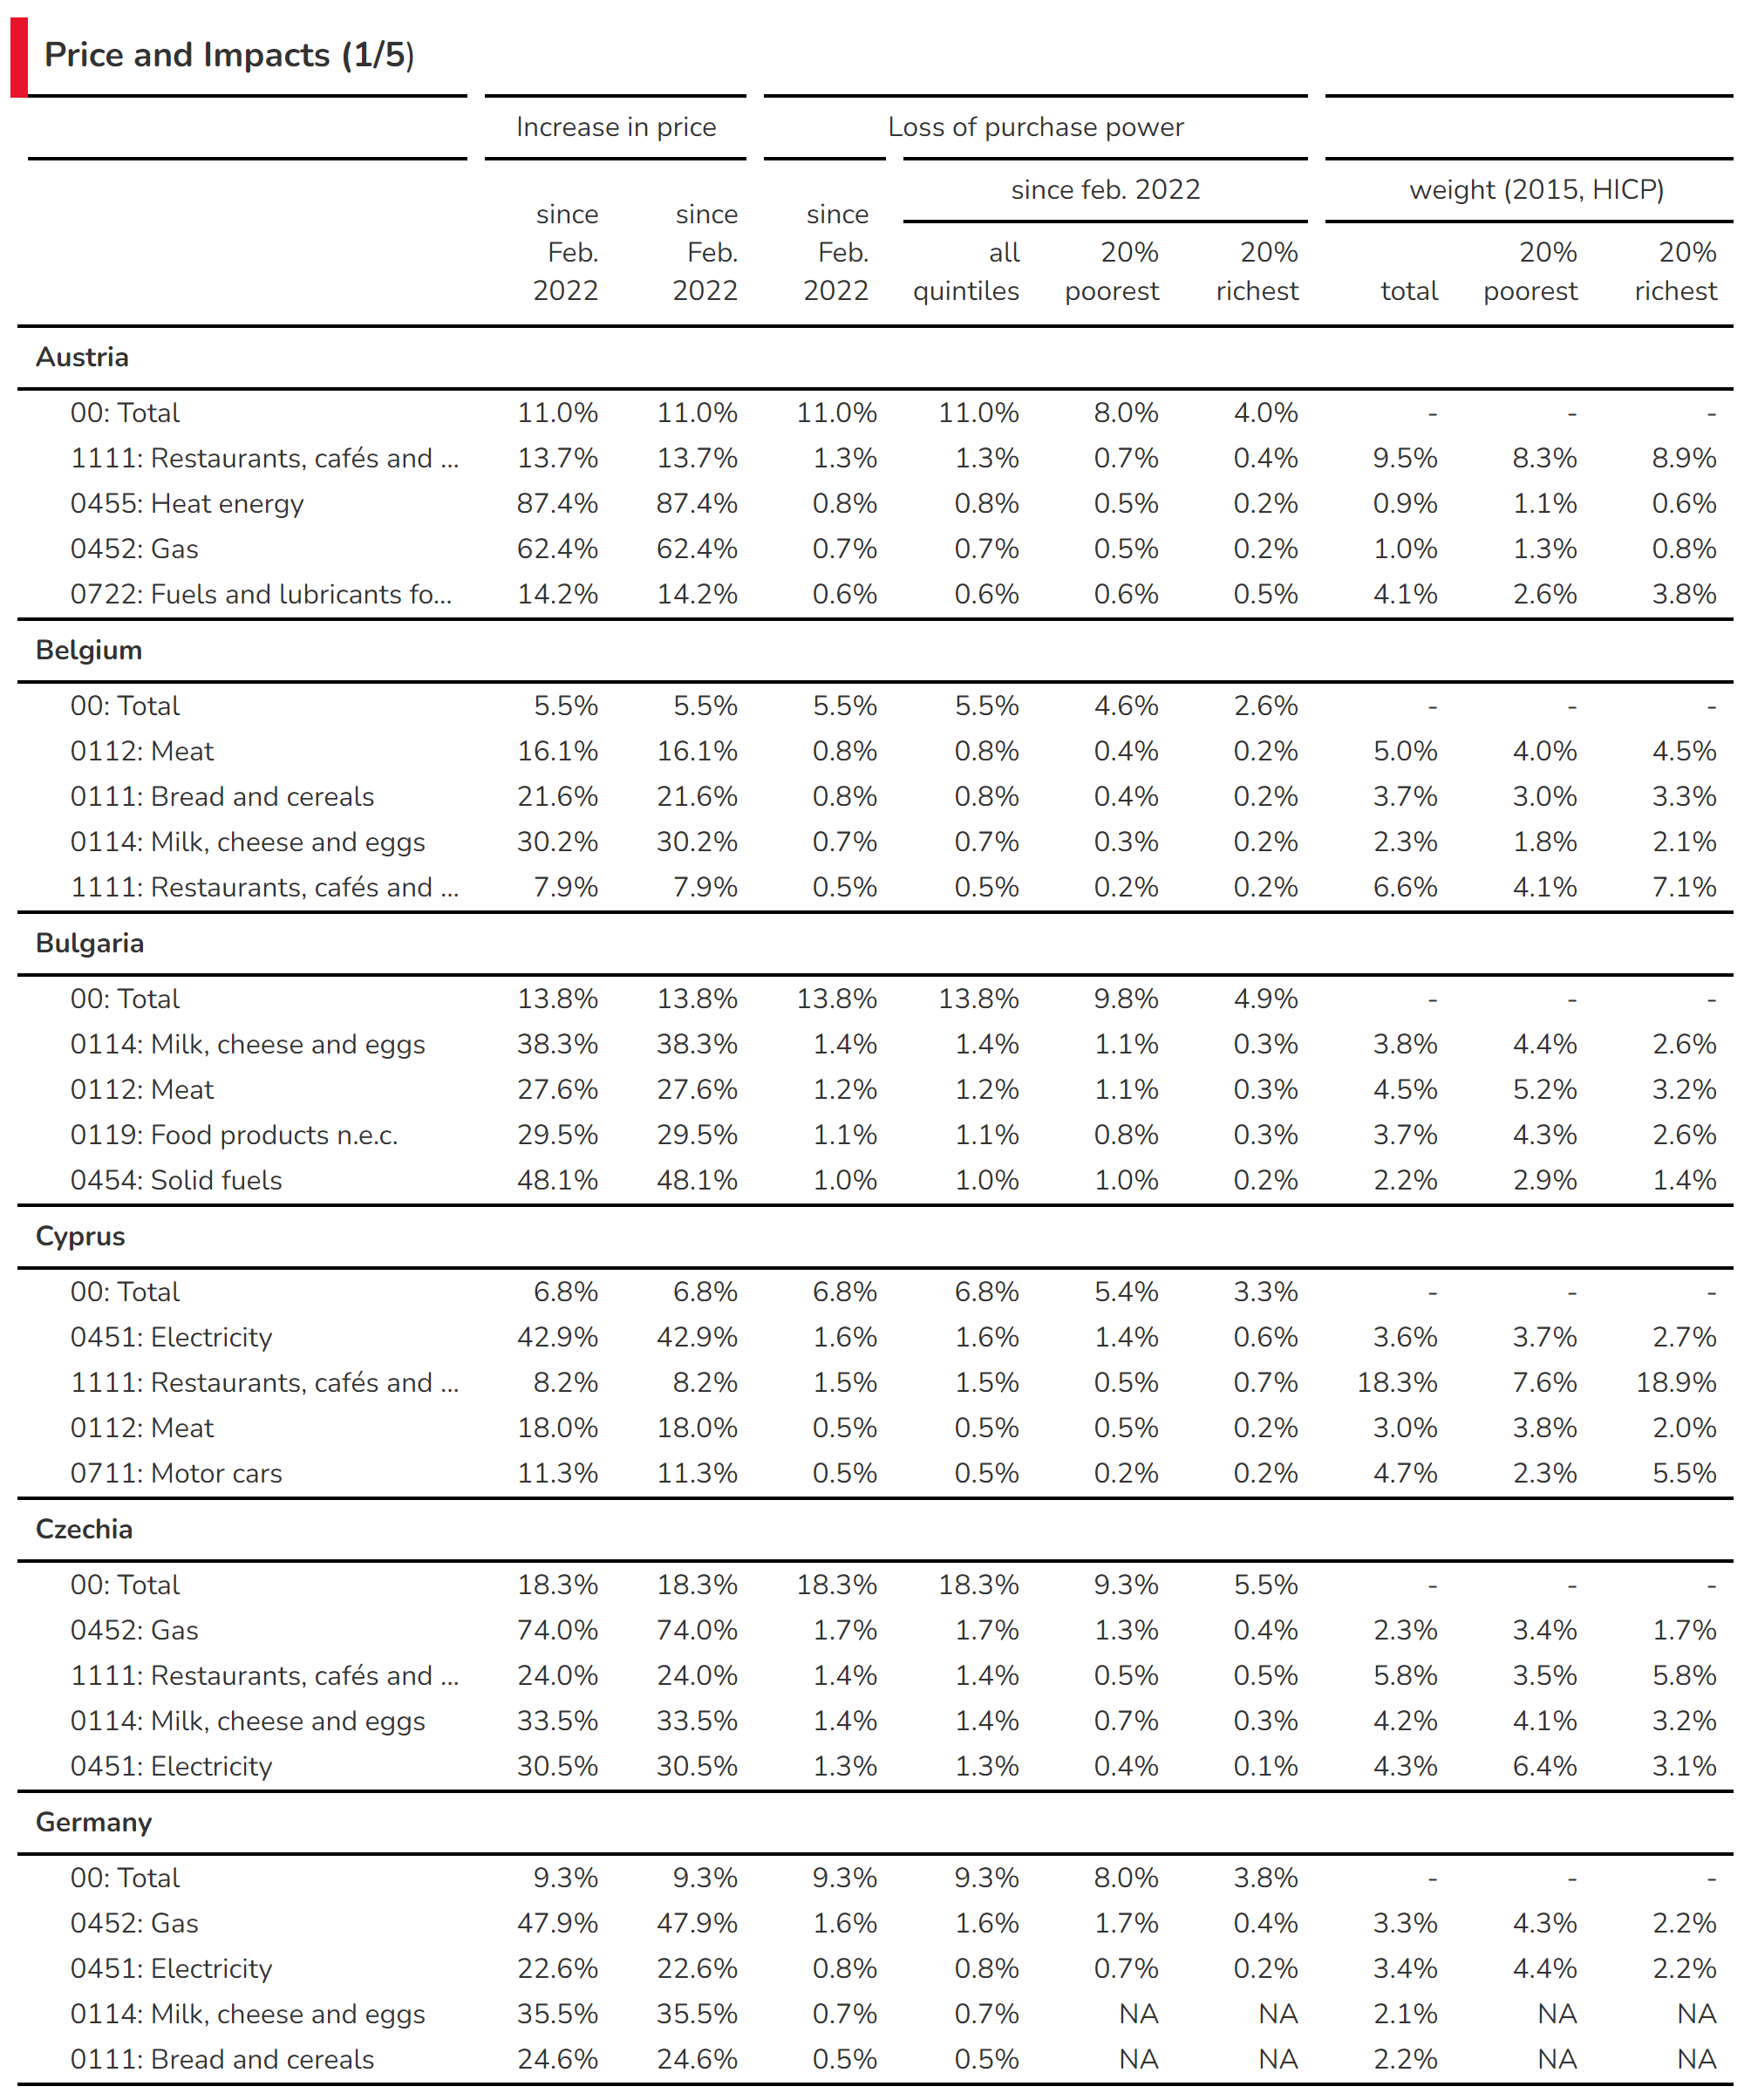 Price and Impacts (1/5)
Increase in price Loss of purchase power
since feb. 2022 weight (2015, HICP)
since since since
Feb. Feb. Feb. all 20% 20% 20% 20%
2022 2022 2022 quintiles poorest richest total poorest richest
Austria
00: Total 11.0% 11.0% 11.0% 11.0% 8.0% 4.0% - - -
1111: Restaurants, cafés and ... 13.7% 13.7% 1.3% 1.3% 0.7% 0.4% 9.5% 8.3% 8.9%
0455: Heat energy 87.4% 87.4% 0.8% 0.8% 0.5% 0.2% 0.9% 1.1% 0.6%
0452: Gas 62.4% 62.4% 0.7% 0.7% 0.5% 0.2% 1.0% 1.3% 0.8%
0722: Fuels and lubricants fo... 14.2% 14.2% 0.6% 0.6% 0.6% 0.5% 4.1% 2.6% 3.8%
Belgium
00: Total 5.5% 5.5% 5.5% 5.5% 4.6% 2.6% - - -
0112: Meat 16.1% 16.1% 0.8% 0.8% 0.4% 0.2% 5.0% 4.0% 4.5%
0111: Bread and cereals 21.6% 21.6% 0.8% 0.8% 0.4% 0.2% 3.7% 3.0% 3.3%
0114: Milk, cheese and eggs 30.2% 30.2% 0.7% 0.7% 0.3% 0.2% 2.3% 1.8% 2.1%
1111: Restaurants, cafés and ... 7.9% 7.9% 0.5% 0.5% 0.2% 0.2% 6.6% 4.1% 7.1%
Bulgaria
00: Total 13.8% 13.8% 13.8% 13.8% 9.8% 4.9% - - -
0114: Milk, cheese and eggs 38.3% 38.3% 1.4% 1.4% 1.1% 0.3% 3.8% 4.4% 2.6%
0112: Meat 27.6% 27.6% 1.2% 1.2% 1.1% 0.3% 4.5% 5.2% 3.2%
0119: Food products n.e.c. 29.5% 29.5% 1.1% 1.1% 0.8% 0.3% 3.7% 4.3% 2.6%
0454: Solid fuels 48.1% 48.1% 1.0% 1.0% 1.0% 0.2% 2.2% 2.9% 1.4%
Cyprus
00: Total 6.8% 6.8% 6.8% 6.8% 5.4% 3.3% - - -
0451: Electricity 42.9% 42.9% 1.6% 1.6% 1.4% 0.6% 3.6% 3.7% 2.7%
1111: Restaurants, cafés and ... 8.2% 8.2% 1.5% 1.5% 0.5% 0.7% 18.3% 7.6% 18.9%
0112: Meat 18.0% 18.0% 0.5% 0.5% 0.5% 0.2% 3.0% 3.8% 2.0%
0711: Motor cars 11.3% 11.3% 0.5% 0.5% 0.2% 0.2% 4.7% 2.3% 5.5%
Czechia
00: Total 18.3% 18.3% 18.3% 18.3% 9.3% 5.5% - - -
0452: Gas 74.0% 74.0% 1.7% 1.7% 1.3% 0.4% 2.3% 3.4% 1.7%
1111: Restaurants, cafés and ... 24.0% 24.0% 1.4% 1.4% 0.5% 0.5% 5.8% 3.5% 5.8%
0114: Milk, cheese and eggs 33.5% 33.5% 1.4% 1.4% 0.7% 0.3% 4.2% 4.1% 3.2%
0451: Electricity 30.5% 30.5% 1.3% 1.3% 0.4% 0.1% 4.3% 6.4% 3.1%
Germany
00: Total 9.3% 9.3% 9.3% 9.3% 8.0% 3.8% - - -
0452: Gas 47.9% 47.9% 1.6% 1.6% 1.7% 0.4% 3.3% 4.3% 2.2%
0451: Electricity 22.6% 22.6% 0.8% 0.8% 0.7% 0.2% 3.4% 4.4% 2.2%
0114: Milk, cheese and eggs 35.5% 35.5% 0.7% 0.7% NA NA 2.1% NA NA
0111: Bread and cereals 24.6% 24.6% 0.5% 0.5% NA NA 2.2% NA NA